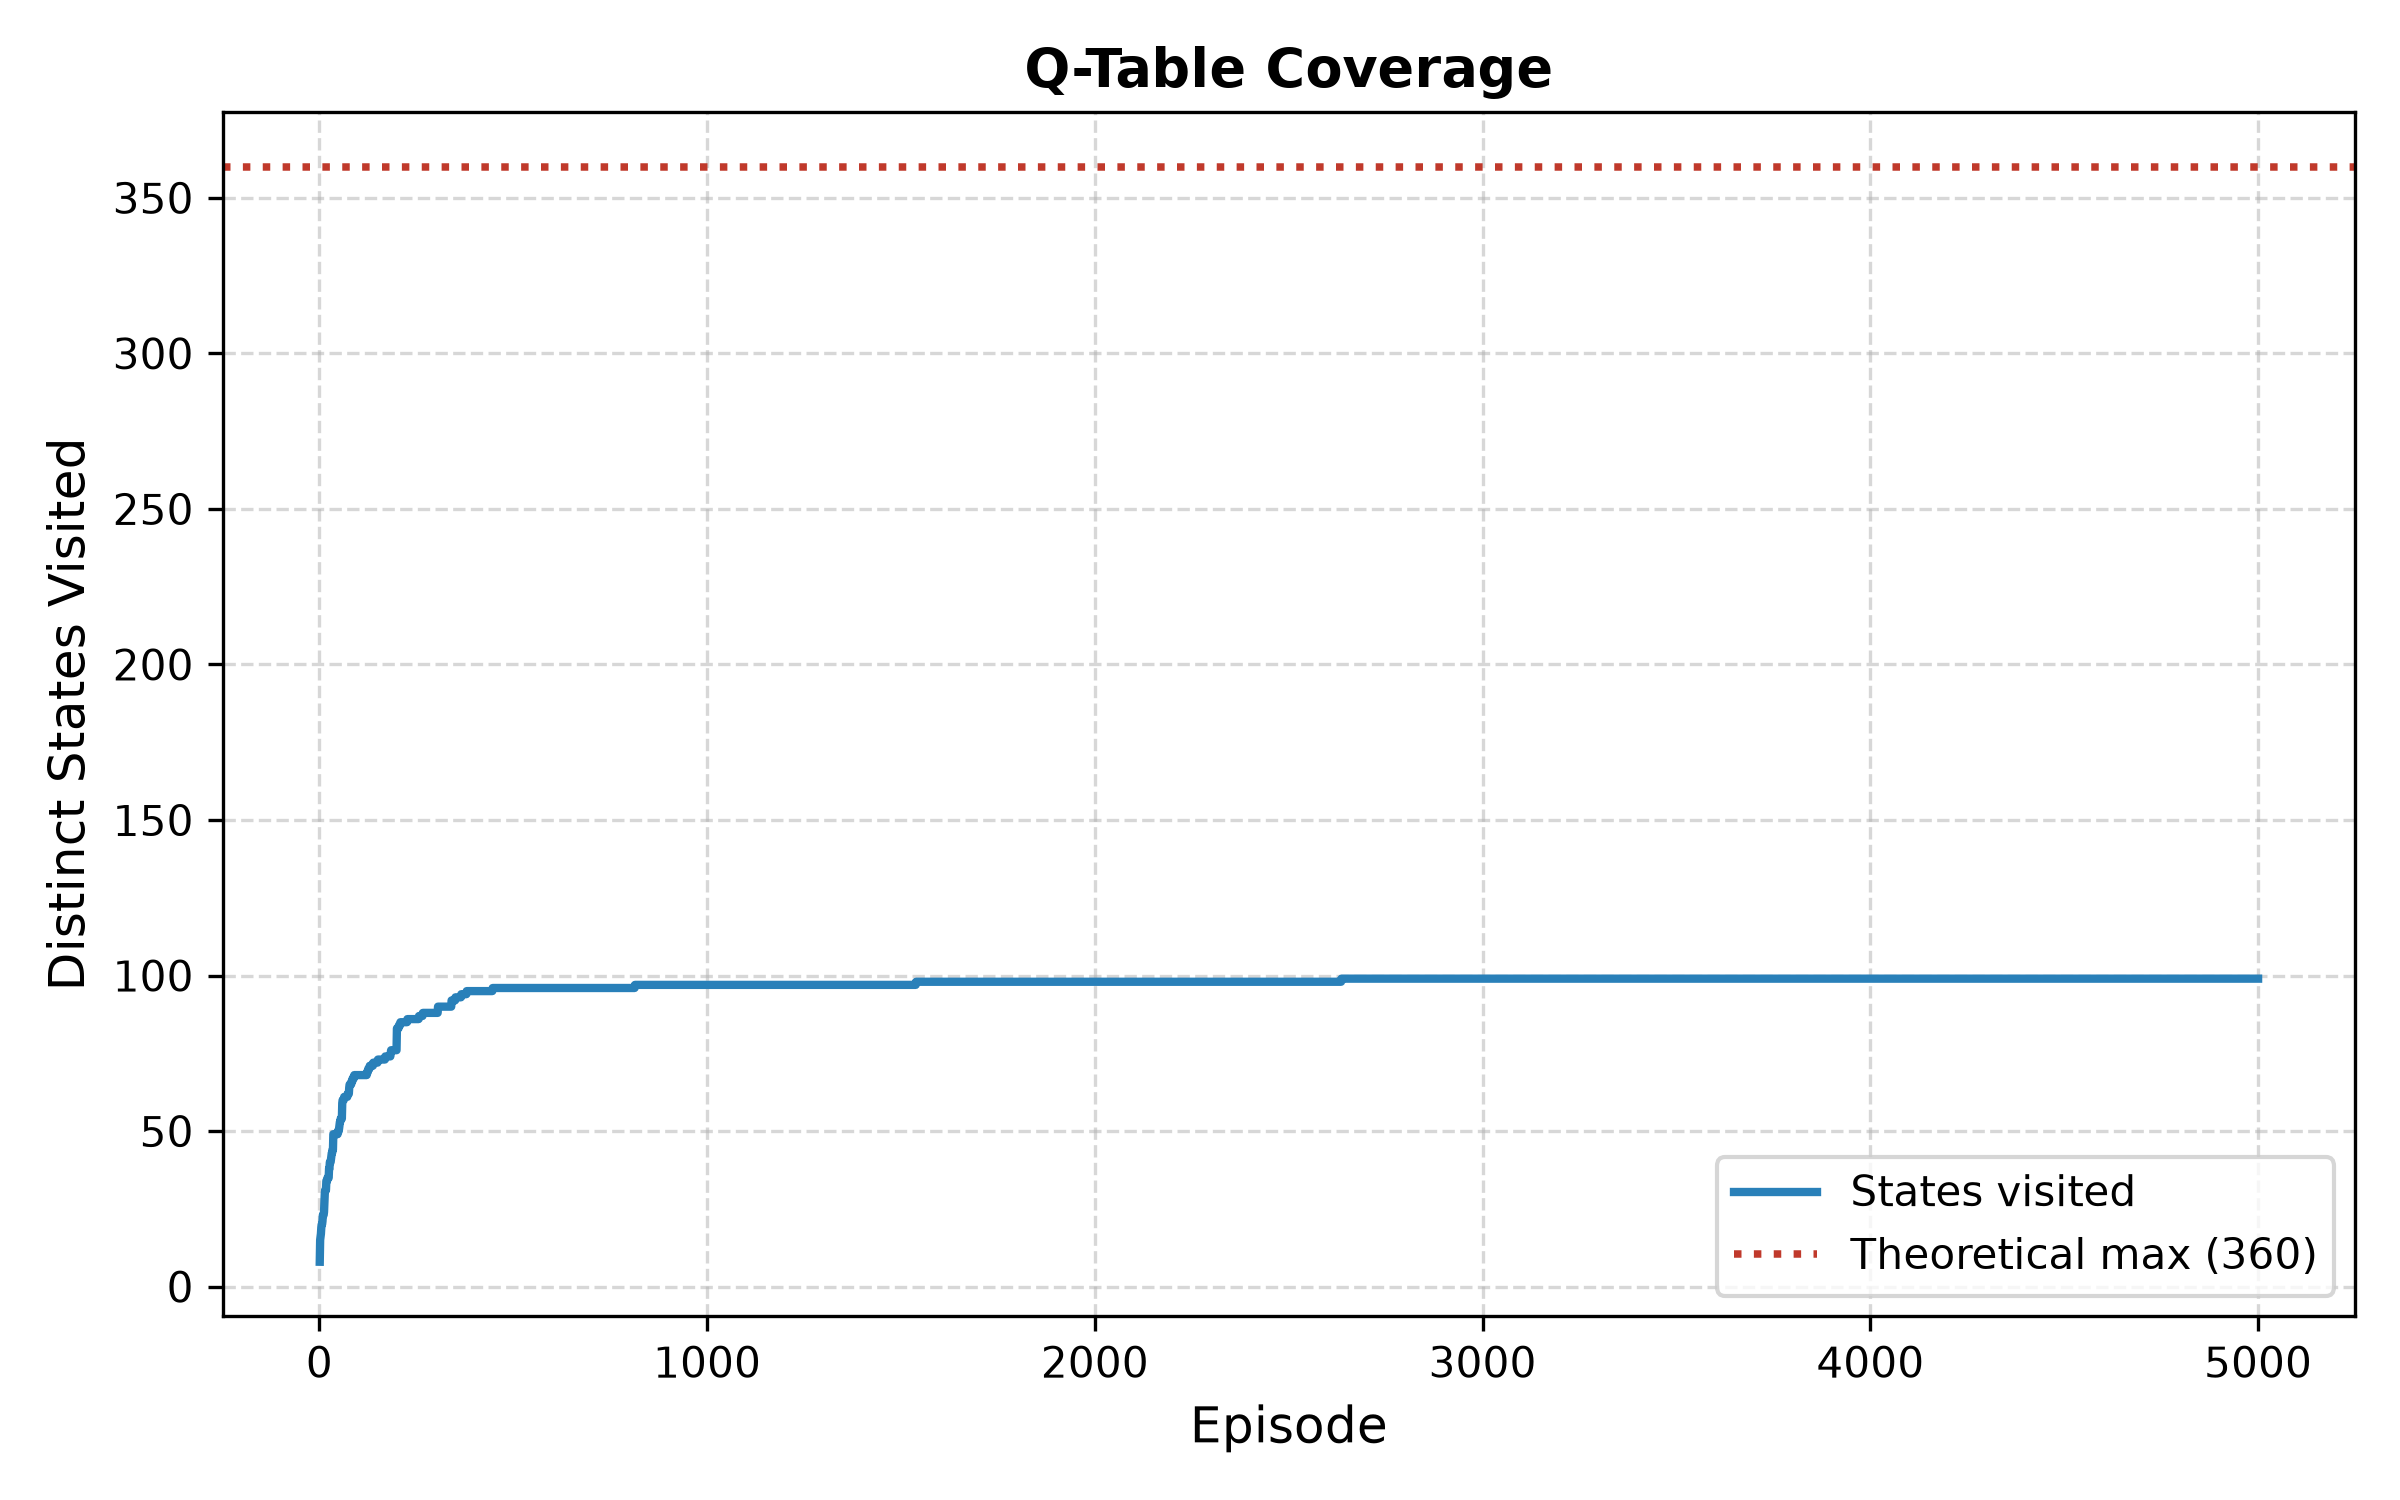 Q-Table Coverage
Distinct States Visited
350
300
250
200
150
100
50
0
States visited
Theoretical max (360)
0 1000 2000 3000 4000 5000
Episode